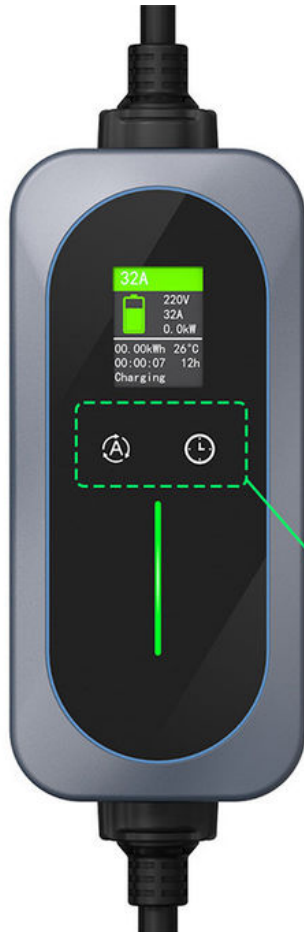 32A
220V
32A
0.0kW
00.00kWh 26°C
00:00:07 12h
Charging
A